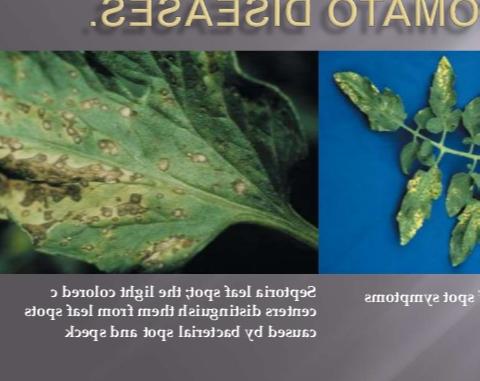 OMATO DISEASES.
Septoria leaf spot; the light colored c
centers distinguish them from leaf spots
caused by bacterial spot and speck
spot symptoms